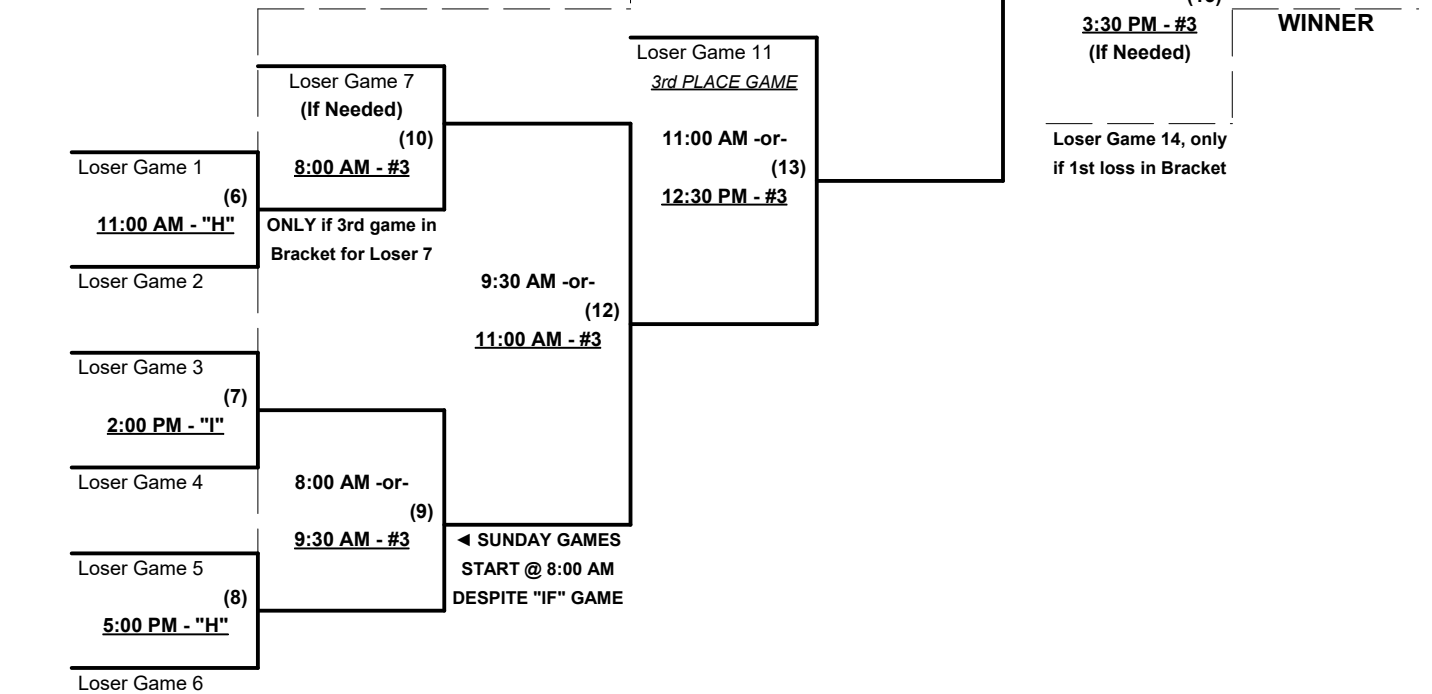 (15)
3:30 PM - #3
(If Needed)
WINNER
Loser Game 14, only
if 1st loss in Bracket
Loser Game 11
3rd PLACE GAME
11:00 AM -or-
(13)
12:30 PM - #3
Loser Game 7
(If Needed)
(10)
8:00 AM - #3
ONLY if 3rd game in
Bracket for Loser 7
Loser Game 1
(6)
11:00 AM - "H"
Loser Game 2
9:30 AM -or-
(12)
11:00 AM - #3
Loser Game 3
(7)
2:00 PM - "I"
Loser Game 4
8:00 AM -or-
(9)
9:30 AM - #3
◄ SUNDAY GAMES
START @ 8:00 AM
DESPITE "IF" GAME
Loser Game 5
(8)
5:00 PM - "H"
Loser Game 6